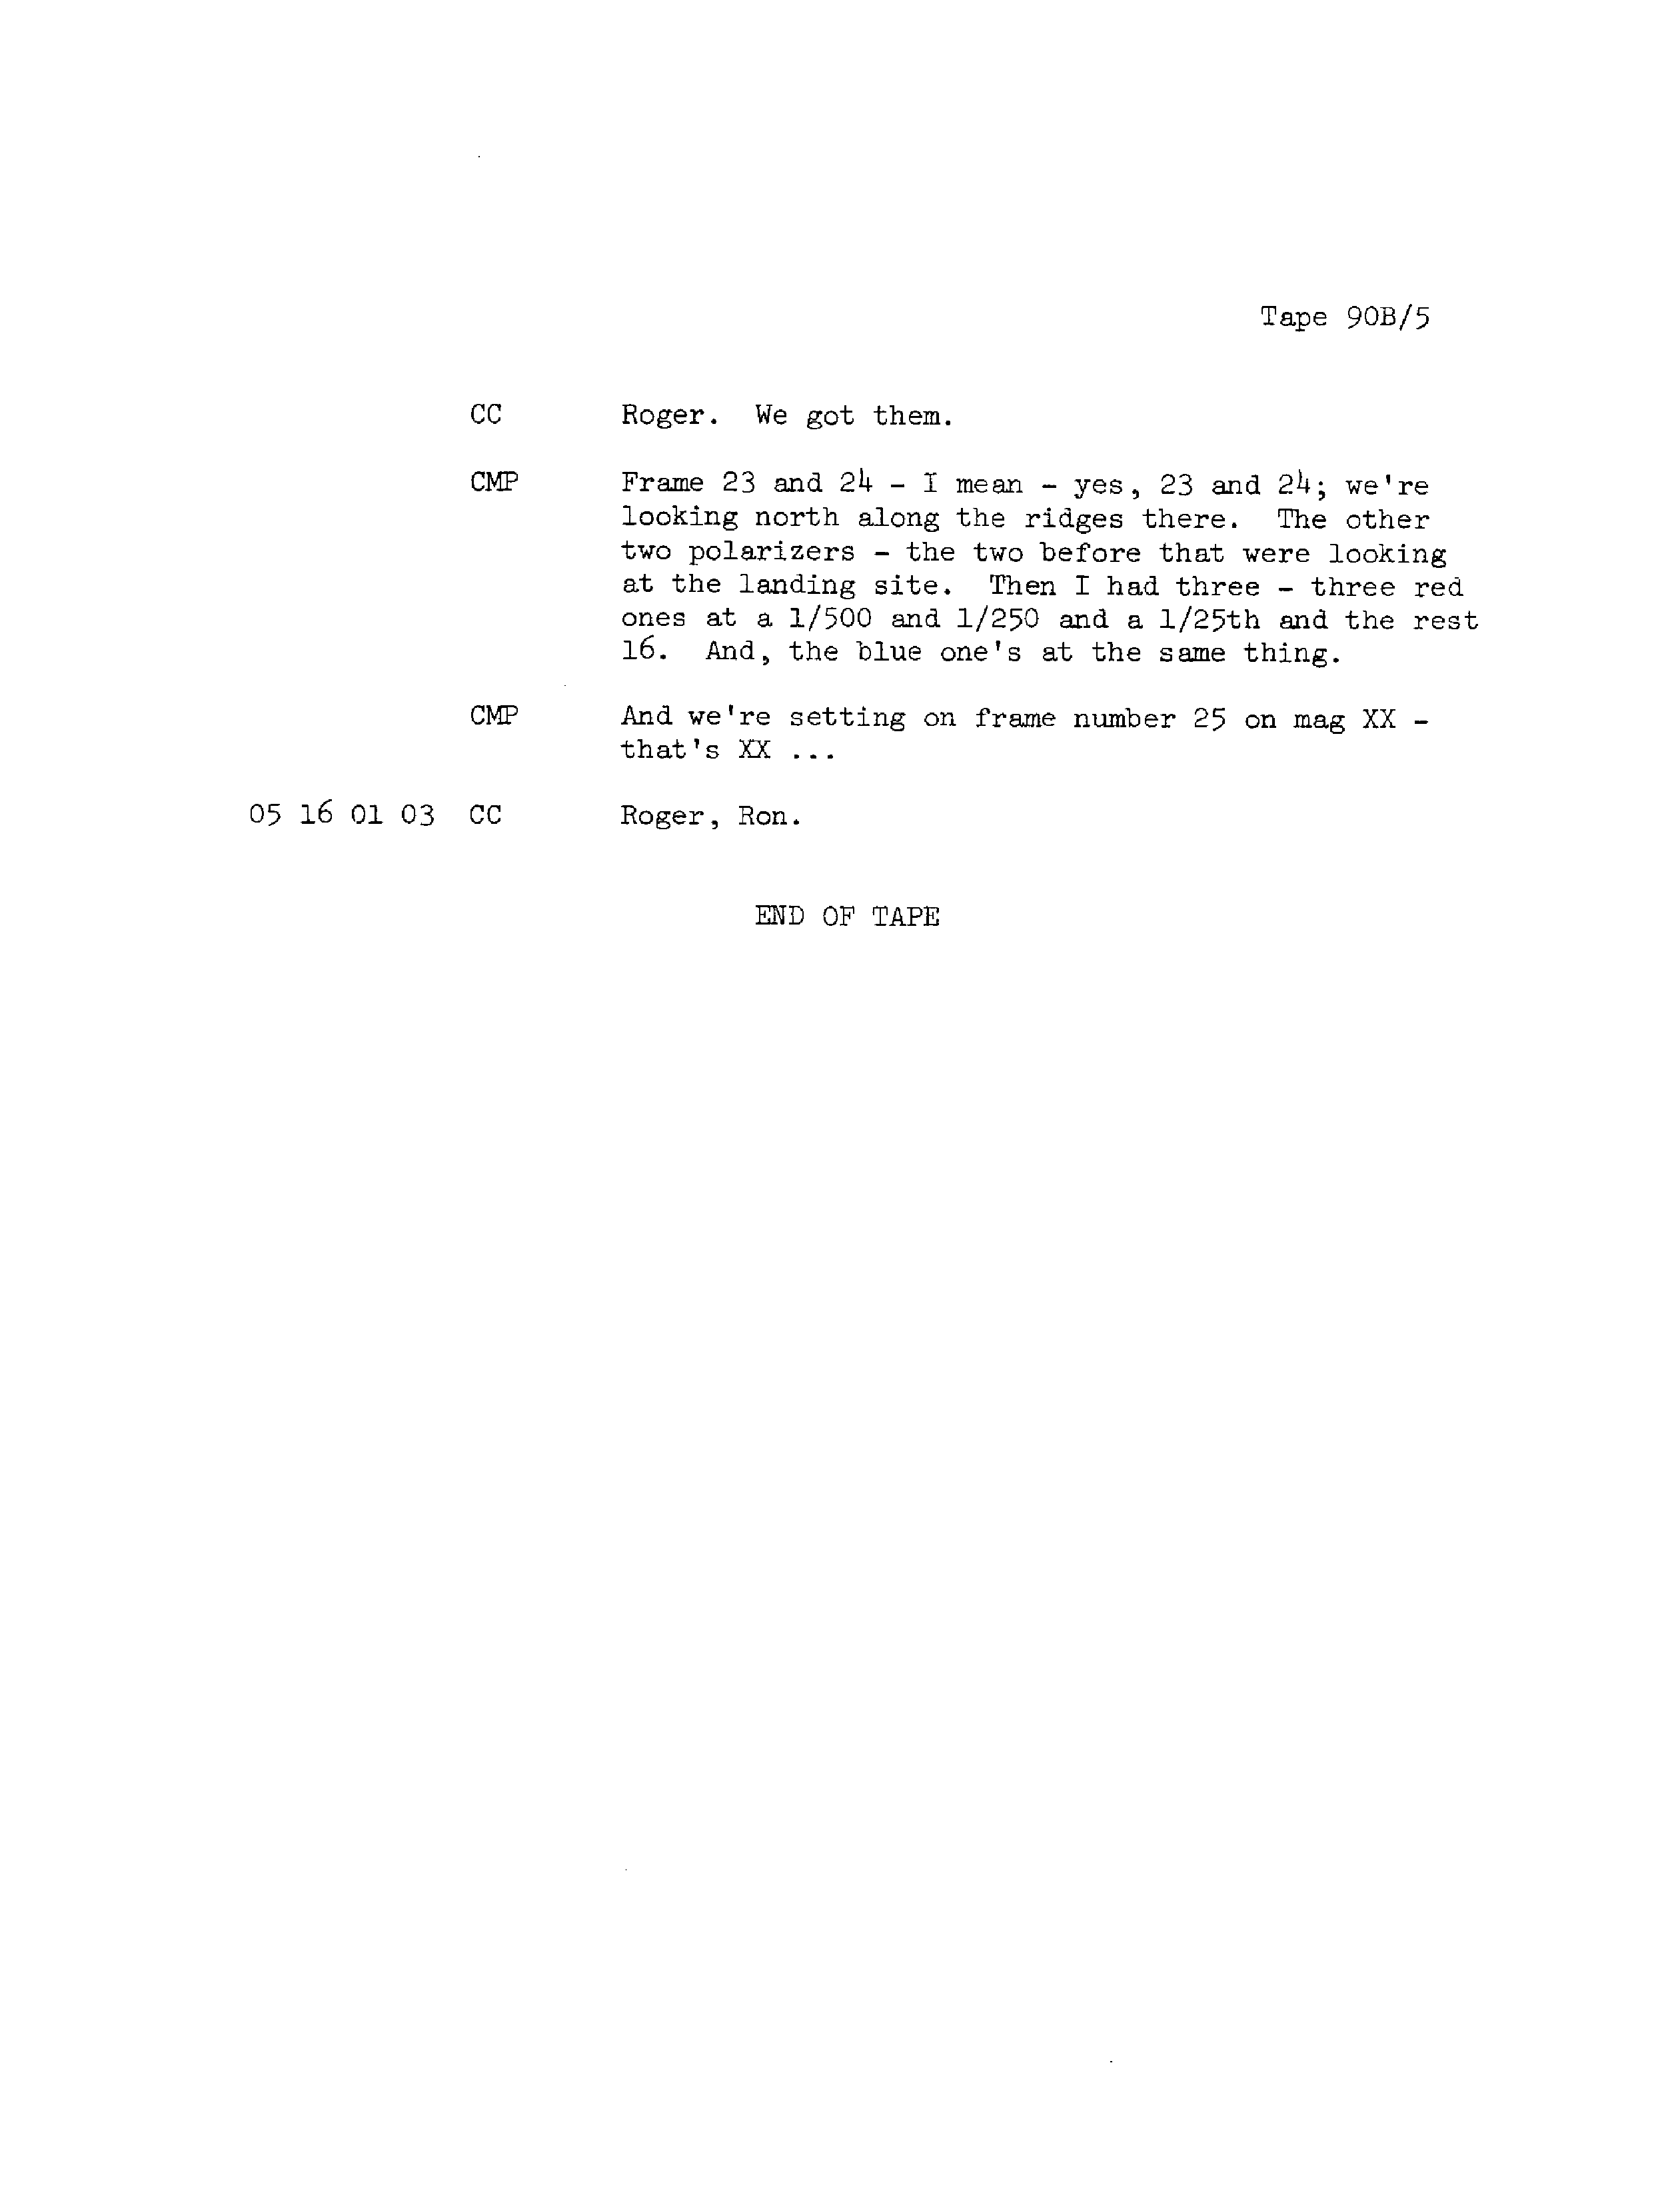 Tape 90B/5
CC Roger. We got them.
CMP Frame 23 and 24 - I mean - yes, 23 and 24; we're
looking north along the ridges there. The other
two polarizers - the two before that were looking
at the landing site. Then I had three - three red
ones at a 1/500 and 1/250 and a 1/25th and the rest
16. And, the blue one's at the same thing.
CMP And we're setting on frame number 25 on mag XX -
that's XX ...
05 16 01 03 CC Roger, Ron.
END OF TAPE